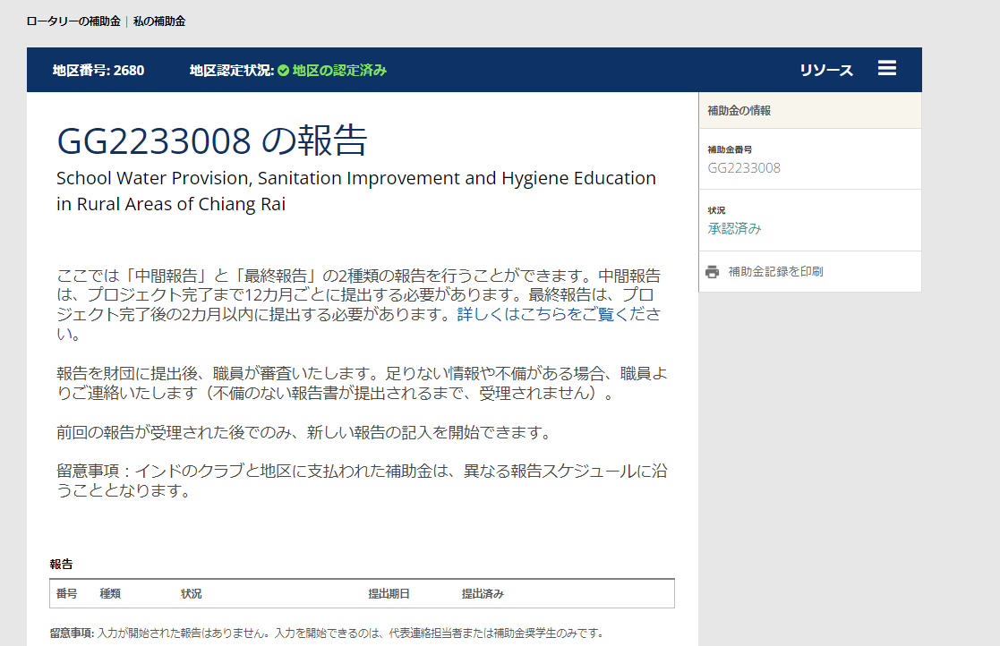 ロータリーの補助金 | 私の補助金
地区番号: 2680 地区認定状況: 地区の認定済み リソース
GG2233008 の報告
School Water Provision, Sanitation Improvement and Hygiene Education
in Rural Areas of Chiang Rai
ここでは「中間報告」と「最終報告」の2種類の報告を行うことができます。中間報告
は、プロジェクト完了まで12カ月ごとに提出する必要があります。最終報告は、プロ
ジェクト完了後の2カ月以内に提出する必要があります。詳しくはこちらをご覧くださ
い。
報告を財団に提出後、職員が審査いたします。足りない情報や不備がある場合、職員よ
りご連絡いたします（不備のない報告書が提出されるまで、受理されません）。
前回の報告が受理された後でのみ、新しい報告の記入を開始できます。
留意事項：インドのクラブと地区に支払われた補助金は、異なる報告スケジュールに沿
うこととなります。
報告
番号 種類 状況 提出期日 提出済み
留意事項: 入力が開始された報告はありません。入力を開始できるのは、代表連絡担当者または補助金奨学生のみです。
補助金の情報
補助金番号
GG2233008
状況
承認済み
補助金記録を印刷